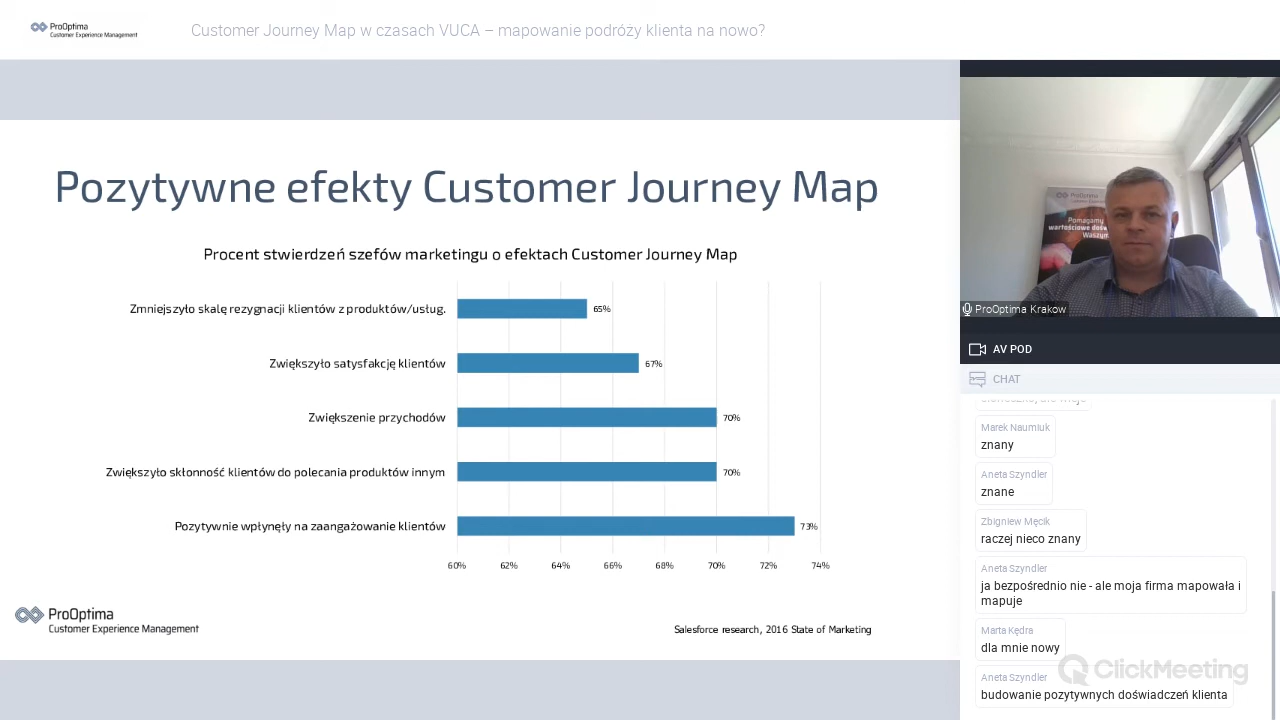 ProOptima
Customer Experience Management
Customer Journey Map w czasach VUCA – mapowanie podróży klienta na nowo?
Pozytywne efekty Customer Journey Map
Procent stwierdzeń szefów marketingu o efektach Customer Journey Map
Zmniejszyło skalę rezygnacji klientów z produktów/usług. 65%
Zwiększyło satysfakcję klientów 67%
Zwiększenie przychodów 70%
Zwiększyło skłonność klientów do polecania produktów innym 70%
Pozytywnie wpłynęły na zaangażowanie klientów 73%
60% 62% 64% 66% 68% 70% 72% 74%
ProOptima
Customer Experience Management
Salesforce research, 2016 State of Marketing
ProOptima
Pomagamy
wartościowe
Waszym
ProOptima Krakow
AV POD
CHAT
Marek Naumiuk
znany
Aneta Szyndler
znane
Zbigniew Męcik
raczej nieco znany
Aneta Szyndler
ja bezpośrednio nie - ale moja firma mapowała i
mapuje
Marta Kędra
dla mnie nowy
Aneta Szyndler
budowanie pozytywnych doświadczeń klienta
ClickMeeting